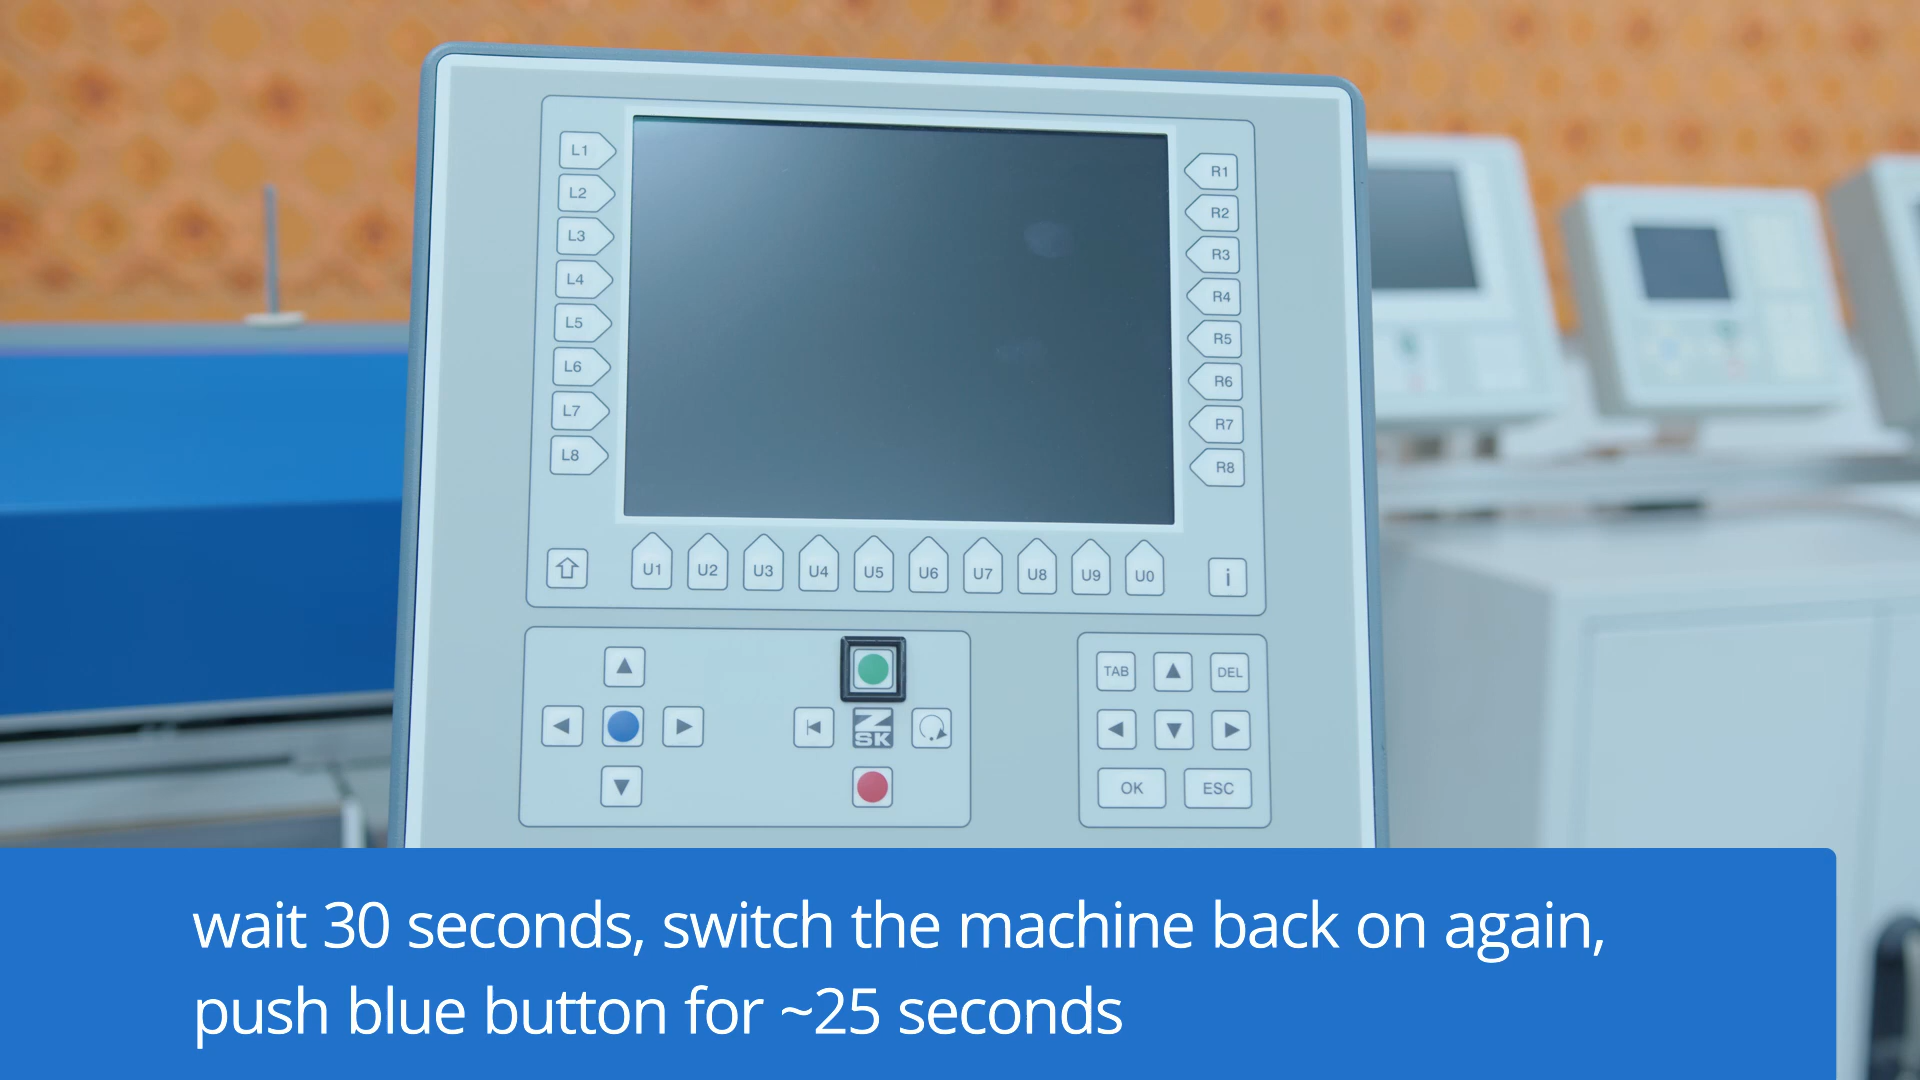 L1
L2
L3
L4
L5
L6
L7
L8
R1
R2
R3
R4
R5
R6
R7
R8
U1 U2 U3 U4 U5 U6 U7 U8 U9 U0 i
TAB DEL
ZSK
OK ESC
wait 30 seconds, switch the machine back on again,
push blue button for ~25 seconds